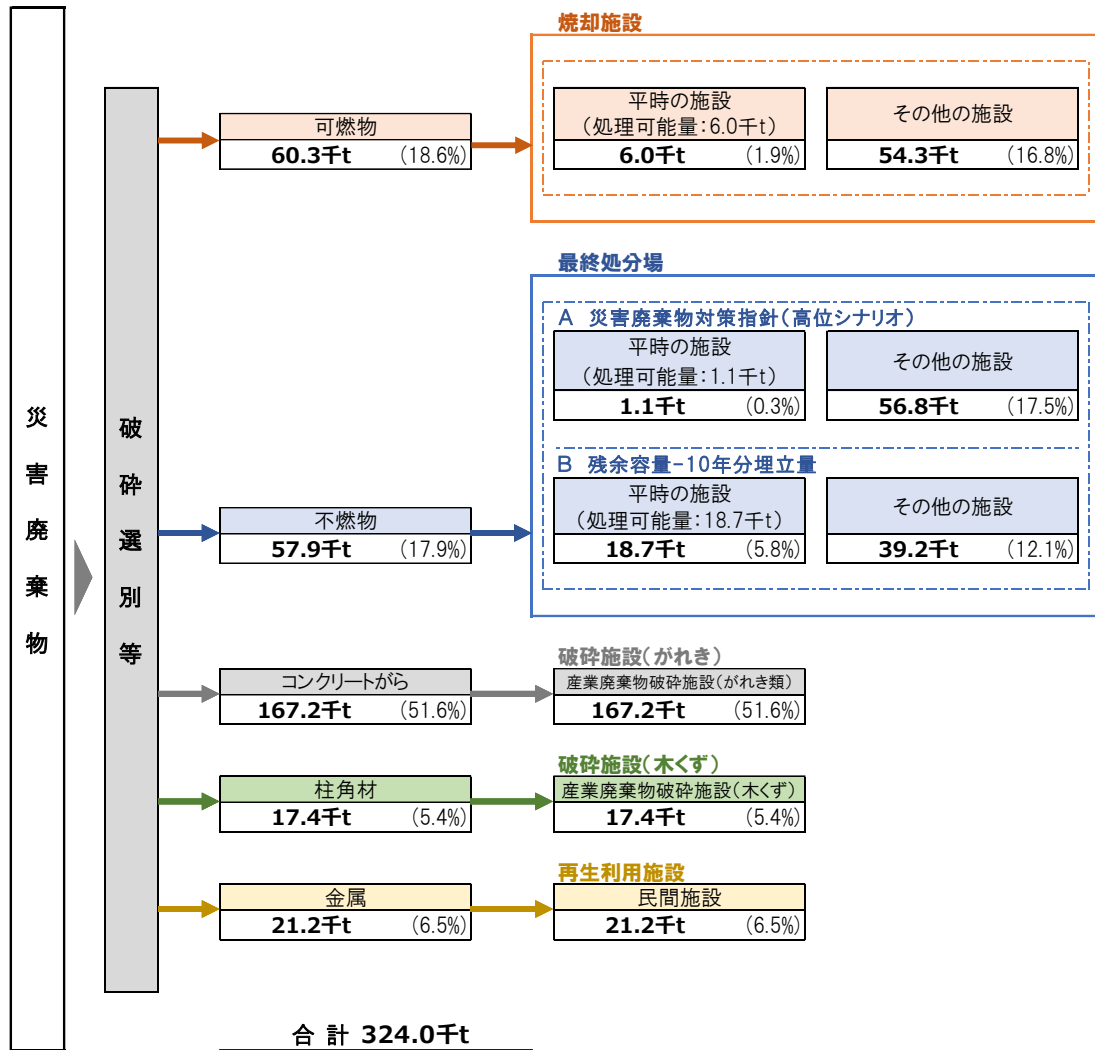 災害廃棄物
破砕選別等
焼却施設
可燃物
60.3千t (18.6%)
平時の施設
(処理可能量:6.0千t)
6.0千t (1.9%)
その他の施設
54.3千t (16.8%)
最終処分場
A 災害廃棄物対策指針(高位シナリオ)
平時の施設
(処理可能量:1.1千t)
1.1千t (0.3%)
その他の施設
56.8千t (17.5%)
B 残余容量-10年分埋立量
不燃物
57.9千t (17.9%)
平時の施設
(処理可能量:18.7千t)
18.7千t (5.8%)
その他の施設
39.2千t (12.1%)
破砕施設(がれき)
コンクリートがら
167.2千t (51.6%)
産業廃棄物破砕施設(がれき類)
167.2千t (51.6%)
破砕施設(木くず)
柱角材
17.4千t (5.4%)
産業廃棄物破砕施設(木くず)
17.4千t (5.4%)
再生利用施設
金属
21.2千t (6.5%)
民間施設
21.2千t (6.5%)
合 計 324.0千t